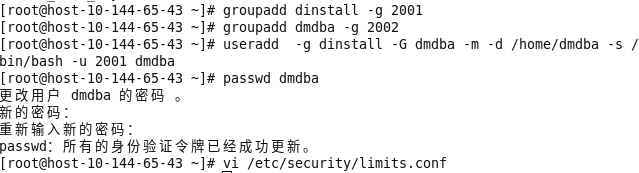 [root@host-10-144-65-43 ~]# groupadd dinstall -g 2001
[root@host-10-144-65-43 ~]# groupadd dmdba -g 2002
[root@host-10-144-65-43 ~]# useradd  -g dinstall -G dmdba -m -d /home/dmdba -s /
bin/bash -u 2001 dmdba
[root@host-10-144-65-43 ~]# passwd dmdba
更改用户 dmdba 的密码 。
新的密码：
重新输入新的密码：
passwd：所有的身份验证令牌已经成功更新。
[root@host-10-144-65-43 ~]# vi /etc/security/limits.conf